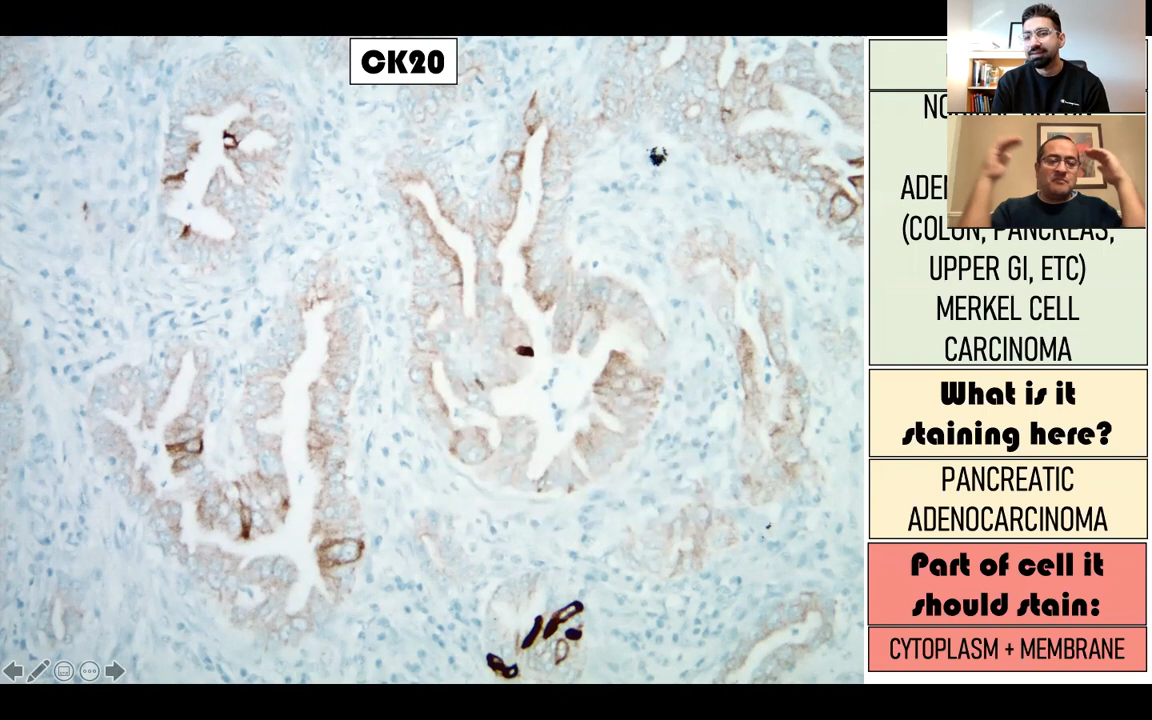 CK20
(COLON, PANCREAS,
UPPER GI, ETC)
MERKEL CELL
CARCINOMA
What is it
staining here?
PANCREATIC
ADENOCARCINOMA
Part of cell it
should stain:
CYTOPLASM + MEMBRANE